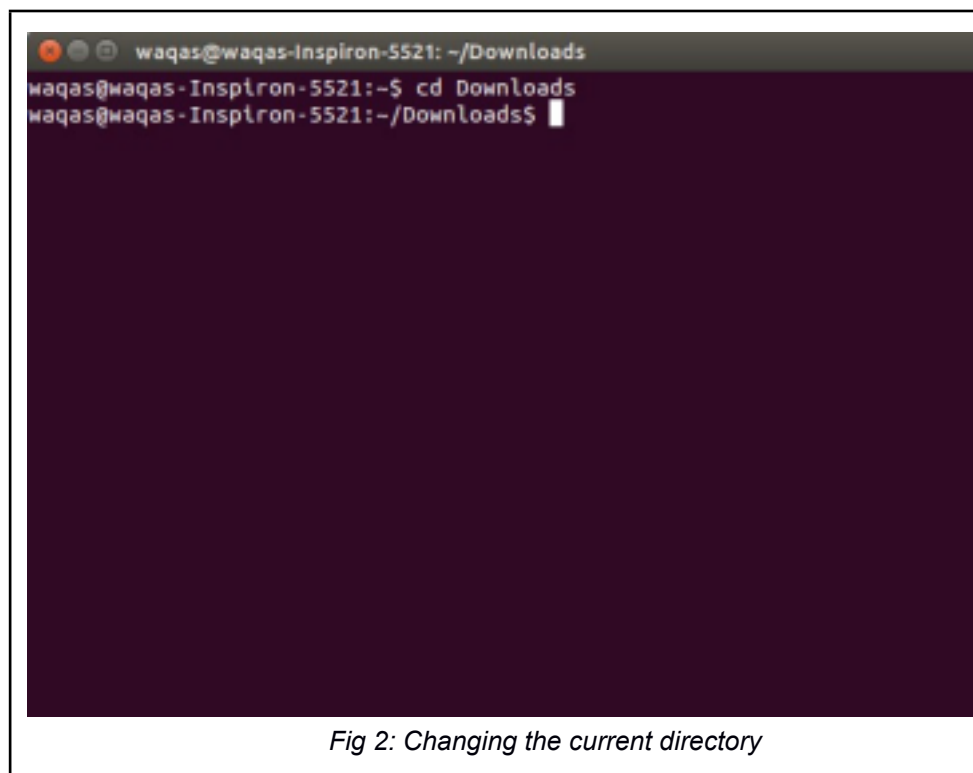 waqas@waqas-Inspiron-5521: ~/Downloads
waqas@waqas-Inspiron-5521:~$ cd Downloads
waqas@waqas-Inspiron-5521:~/Downloads$
Fig 2: Changing the current directory